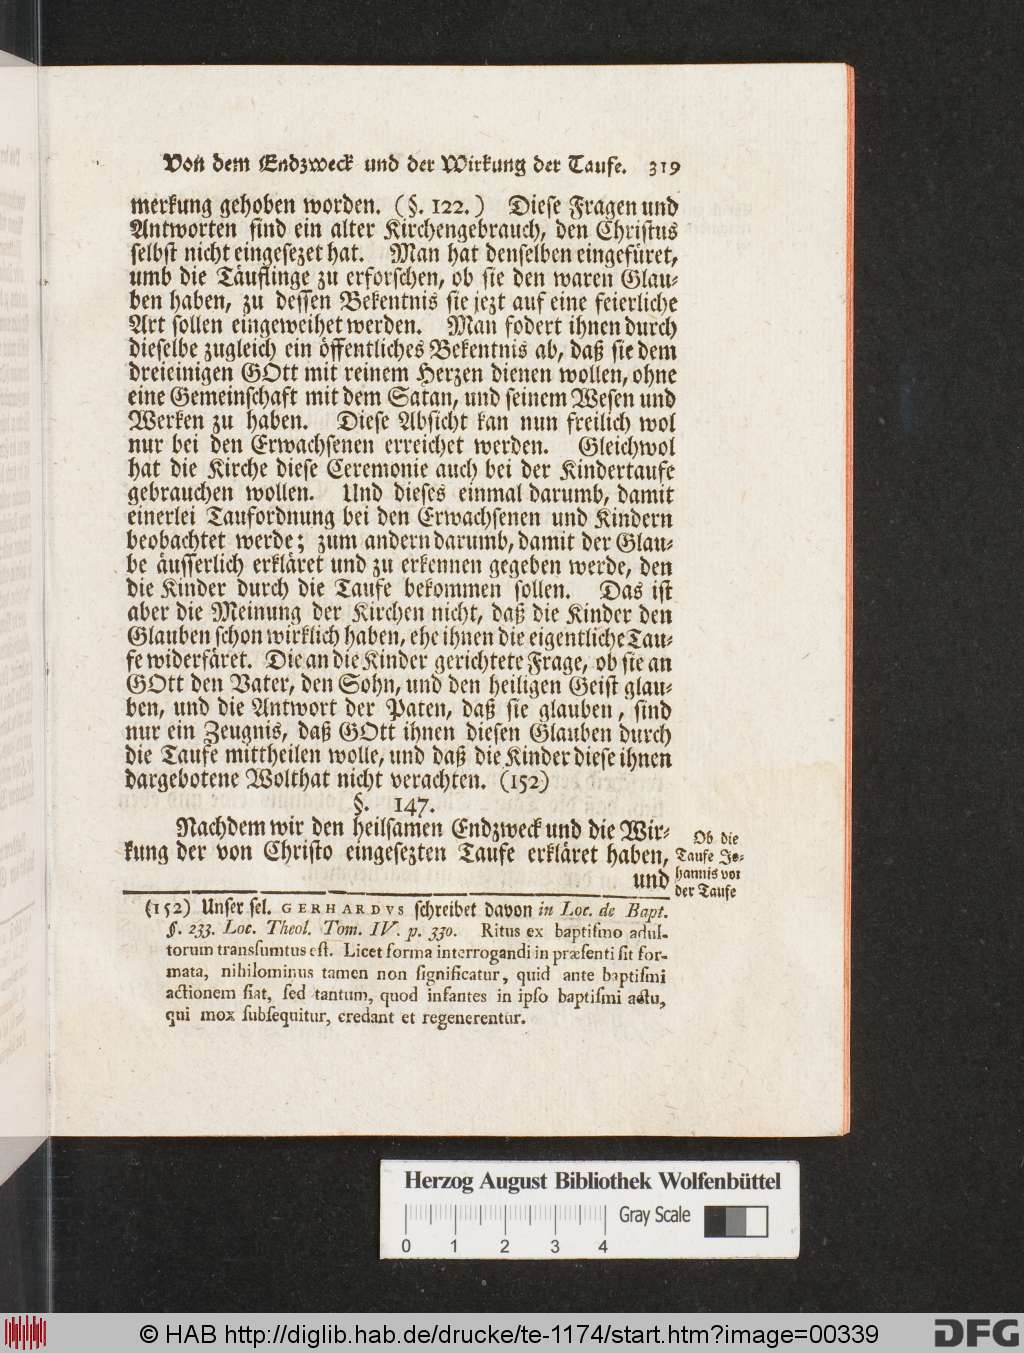 Von dem Endzweck und der Wirkung der Taufe. 319
merkung gehoben worden. (§. 122.) Diese Fragen und
Antworten sind ein alter Kirchengebrauch, den Christus
selbst nicht eingesezet hat. Man hat denselben eingefüret,
umb die Täuflinge zu erforschen, ob sie den waren Glau-
ben haben, zu dessen Bekentnis sie jezt auf eine feierliche
Art sollen eingeweihet werden. Man fodert ihnen durch
dieselbe zugleich ein öffentliches Bekentnis ab, daß sie dem
dreieinigen GOtt mit reinem Herzen dienen wollen, ohne
eine Gemeinschaft mit dem Satan, und seinem Wesen und
Werken zu haben. Diese Absicht kan nun freilich wol
nur bei den Erwachsenen erreichet werden. Gleichwol
hat die Kirche diese Ceremonie auch bei der Kindertaufe
gebrauchen wollen. Und dieses einmal darumb, damit
einerlei Taufordnung bei den Erwachsenen und Kindern
beobachtet werde; zum andern darumb, damit der Glau-
be äusserlich erkläret und zu erkennen gegeben werde, den
die Kinder durch die Taufe bekommen sollen. Das ist
aber die Meinung der Kirchen nicht, daß die Kinder den
Glauben schon wirklich haben, ehe ihnen die eigentliche Tau-
fe widerfäret. Die an die Kinder gerichtete Frage, ob sie an
GOtt den Vater, den Sohn, und den heiligen Geist glau-
ben, und die Antwort der Paten, daß sie glauben, sind
nur ein Zeugnis, daß GOtt ihnen diesen Glauben durch
die Taufe mittheilen wolle, und daß die Kinder diese ihnen
dargebotene Wolthat nicht verachten. (152)
§. 147.
Nachdem wir den heilsamen Endzweck und die Wir-
kung der von Christo eingesezten Taufe erkläret haben,
und
Ob die
Taufe Jo-
hannis vor
der Taufe
(152) Unser sel. GERHARDVS schreibet davon in Loc. de Bapt.
§. 233. Loc. Theol. Tom. IV. p. 330. Ritus ex baptiſmo adul-
torum transſumtus eſt. Licet forma interrogandi in præſenti ſit for-
mata, nihilominus tamen non ſignificatur, quid ante baptiſmi
actionem fiat, ſed tantum, quod infantes in ipſo baptiſmi actu,
qui mox ſubſequitur, credant et regenerentur.
Herzog August Bibliothek Wolfenbüttel
Gray Scale
0 1 2 3 4
© HAB http://diglib.hab.de/drucke/te-1174/start.htm?image=00339
DFG